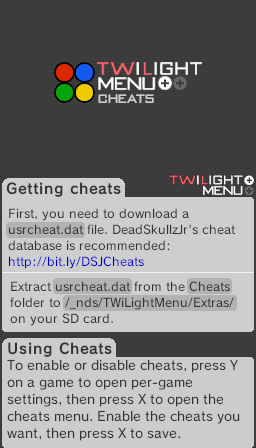 TWiLIGHT
MENU++
CHEATS
TWiLIGHT
MENU++
Getting cheats
First, you need to download a
usrcheat.dat file. DeadSkullzJr's cheat
database is recommended:
http://bit.ly/DSJCheats
Extract usrcheat.dat from the Cheats
folder to /_nds/TWiLightMenu/Extras/
on your SD card.
Using Cheats
To enable or disable cheats, press Y
on a game to open per-game
settings, then press X to open the
cheats menu. Enable the cheats you
want, then press X to save.